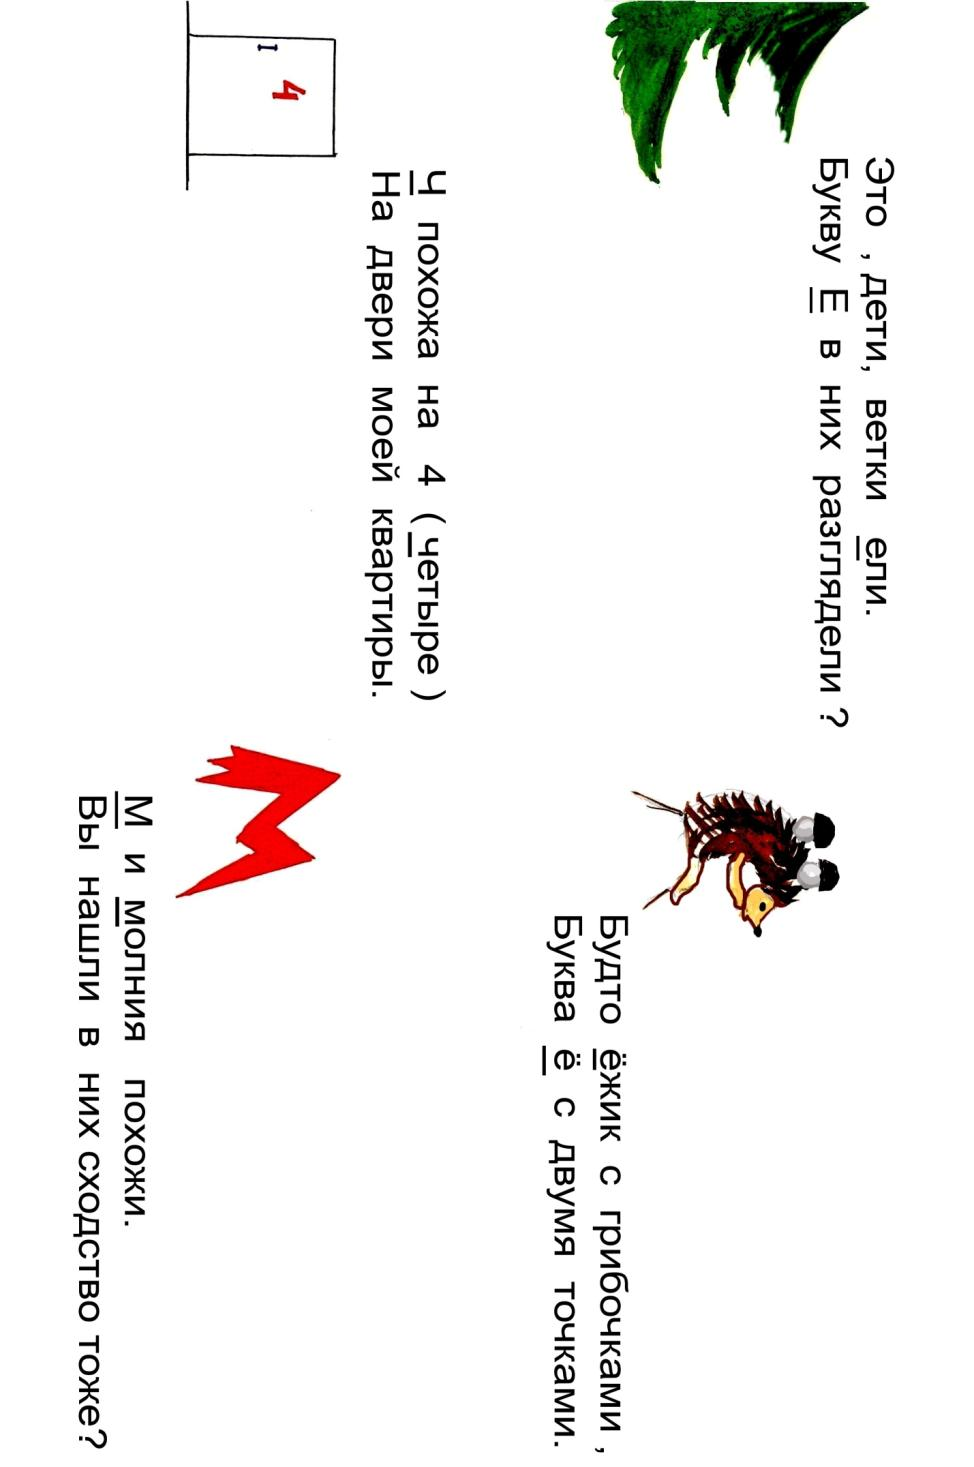 Это , дети, ветки ели.
Букву Е в них разглядели ?
Будто ёжик с грибочками ,
Буква ё с двумя точками.
4
Ч похожа на 4 ( четыре )
На двери моей квартиры.
М и молния похожи.
Вы нашли в них сходство тоже?